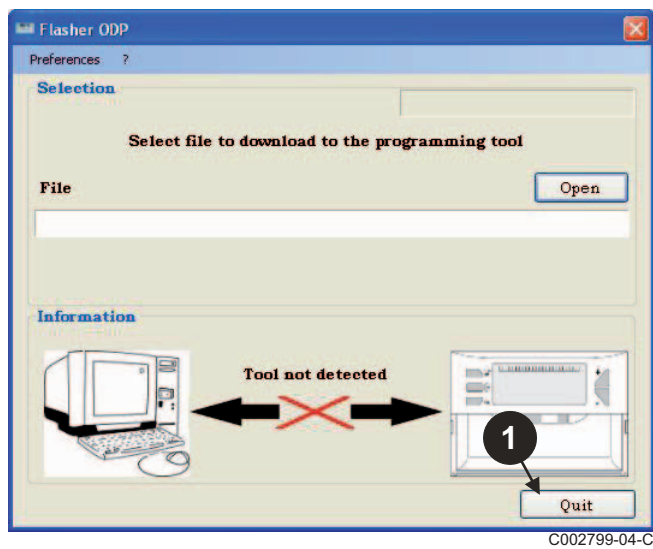 Flasher ODP
Preferences ?
Selection
Select file to download to the programming tool
File
Open
Information
Tool not detected
1
Quit
C002799-04-C